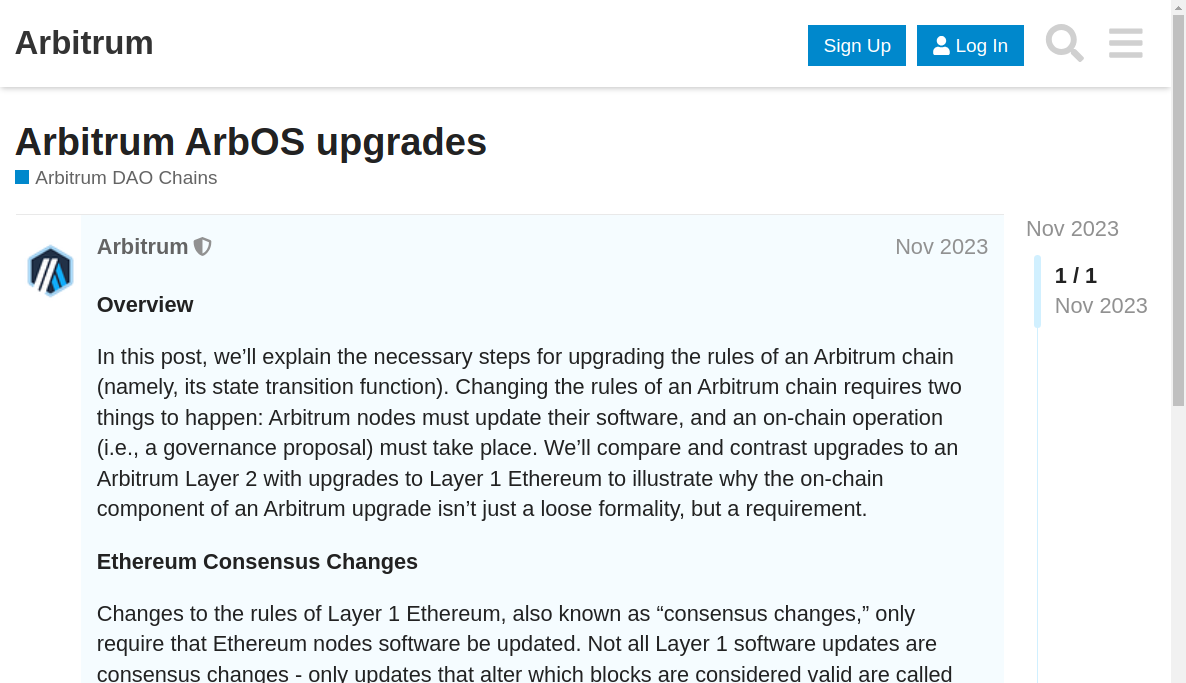 Arbitrum
Sign Up
Log In
Arbitrum ArbOS upgrades
Arbitrum DAO Chains
Arbitrum
Nov 2023
Nov 2023
1 / 1
Nov 2023
Overview
In this post, we’ll explain the necessary steps for upgrading the rules of an Arbitrum chain
(namely, its state transition function). Changing the rules of an Arbitrum chain requires two
things to happen: Arbitrum nodes must update their software, and an on-chain operation
(i.e., a governance proposal) must take place. We’ll compare and contrast upgrades to an
Arbitrum Layer 2 with upgrades to Layer 1 Ethereum to illustrate why the on-chain
component of an Arbitrum upgrade isn’t just a loose formality, but a requirement.
Ethereum Consensus Changes
Changes to the rules of Layer 1 Ethereum, also known as “consensus changes,” only
require that Ethereum nodes software be updated. Not all Layer 1 software updates are
consensus changes - only updates that alter which blocks are considered valid are called